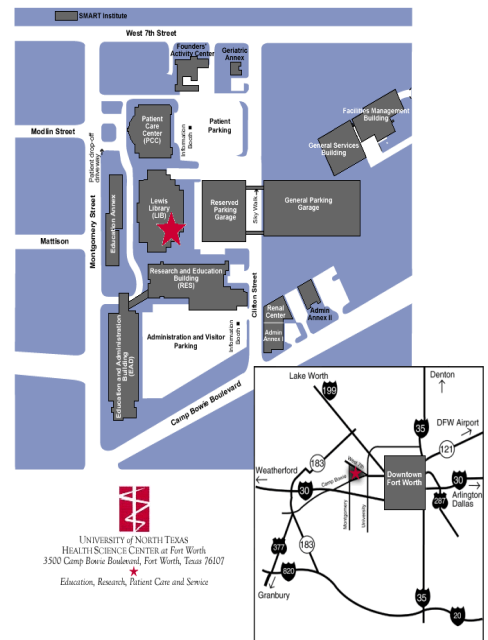 SMART Institute
West 7th Street
Founders'
Activity Center
Geriatric
Annex
Facilities Management
Building
General Services
Building
Patient
Care
Center
(PCC)
Information
Booth
Patient
Parking
Modlin Street
Patient drop-off
driveway
Montgomery Street
Education Annex
Lewis
Library
(LIB)
Reserved
Parking
Garage
Sky Walk
General Parking
Garage
Mattison
Research and Education
Building
(RES)
Clifton Street
Renal
Center
Admin
Annex I
Admin
Annex II
Education and Administration
Building
(EAD)
Administration and Visitor
Parking
Information
Booth
Camp Bowie Boulevard
Lake Worth
Denton
199
35
DFW Airport
121
183
West 7th
Weatherford
Camp Bowie
Downtown
Fort Worth
30
30
Arlington
Dallas
287
Montgomery
University
183
377
820
Granbury
35
20
UNIVERSITY of NORTH TEXAS
HEALTH SCIENCE CENTER at Fort Worth
3500 Camp Bowie Boulevard, Fort Worth, Texas 76107
Education, Research, Patient Care and Service